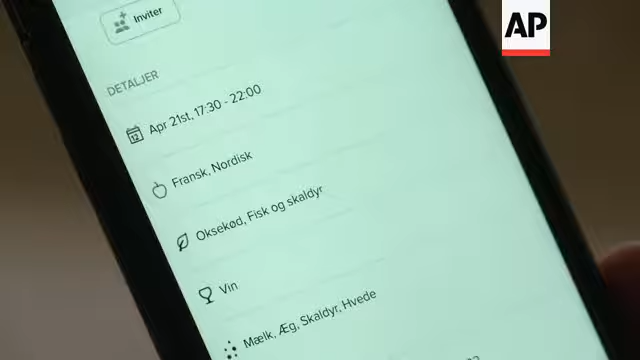 AP
Inviter
DETALJER
Apr 21st, 17:30 - 22:00
12
Fransk, Nordisk
Oksekød, Fisk og skaldyr
Vin
Mælk, Æg, Skaldyr, Hvede